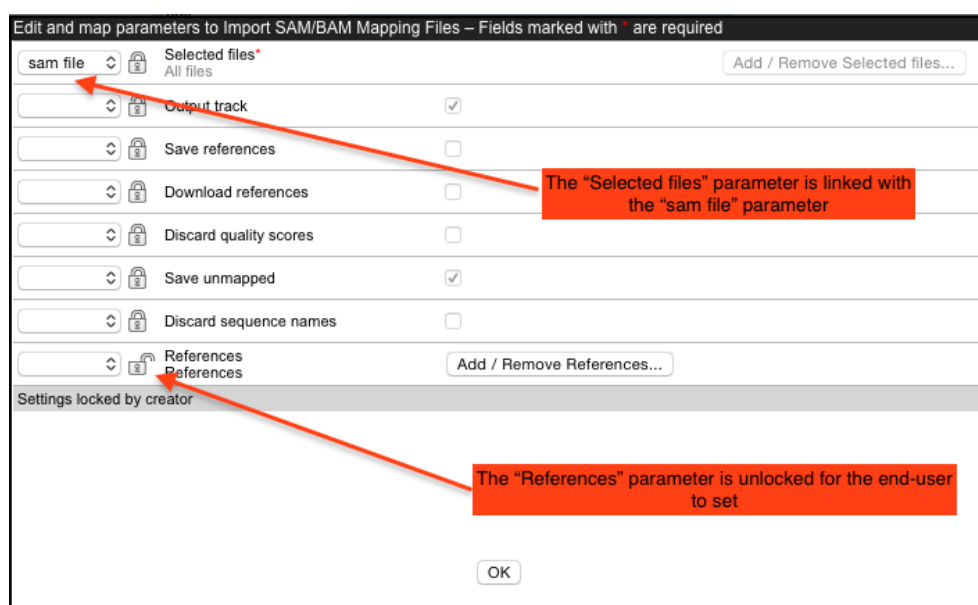 Edit and map parameters to Import SAM/BAM Mapping Files – Fields marked with * are required
sam file
Selected files*
All files
Add / Remove Selected files...
Output track
Save references
Download references
The “Selected files” parameter is linked with
the “sam file” parameter
Discard quality scores
Save unmapped
Discard sequence names
References
References
Add / Remove References...
Settings locked by creator
The “References” parameter is unlocked for the end-user
to set
OK